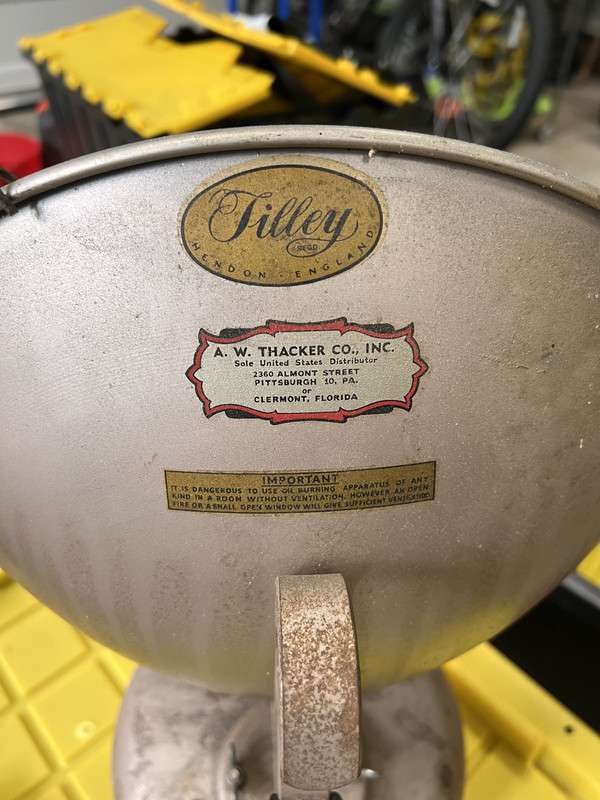 Tilley
REGD
HENDON · ENGLAND
A. W. THACKER CO., INC.
Sole United States Distributor
2360 ALMONT STREET
PITTSBURGH 10, PA.
or
CLERMONT, FLORIDA
IMPORTANT
IT IS DANGEROUS TO USE OIL BURNING APPARATUS OF ANY
KIND IN A ROOM WITHOUT VENTILATION, HOWEVER AN OPEN
FIRE OR A SMALL OPEN WINDOW WILL GIVE SUFFICIENT VENTILATION